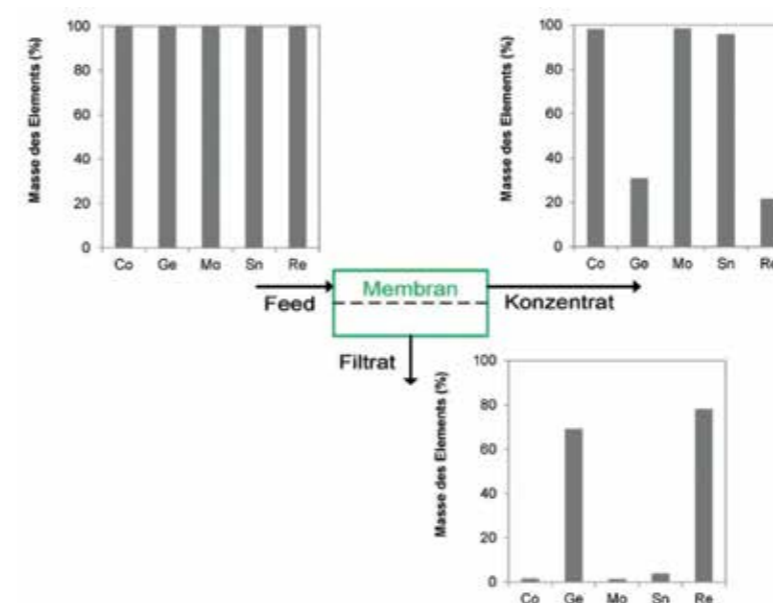 Masse des Elements (%)
100
80
60
40
20
0
Co Ge Mo Sn Re
Masse des Elements (%)
100
80
60
40
20
0
Co Ge Mo Sn Re
Feed
Membran
Konzentrat
Filtrat
Masse des Elements (%)
100
80
60
40
20
0
Co Ge Mo Sn Re